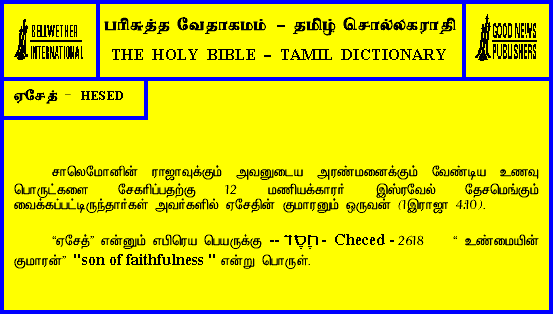 BELLWETHER
INTERNATIONAL
பரிசுத்த வேதாகமம் – தமிழ் சொல்லகராதி
THE HOLY BIBLE – TAMIL DICTIONARY
GOOD NEWS
PUBLISHERS
ஏசேத் - HESED
சாலொமோனின் ராஜாவுக்கும் அவனுடைய அரண்மனைக்கும் வேண்டிய உணவு
பொருட்களை சேகரிப்பதற்கு 12 மணியக்காரர் இஸ்ரவேல் தேசமெங்கும்
வைக்கப்பட்டிருந்தார்கள் அவர்களில் ஏசேதின் குமாரனும் ஒருவன் (1இராஜா 4:10).
“ஏசேத்” என்னும் எபிரெய பெயருக்கு -- חֶסֶד - Checed - 2618 “ உண்மையின்
குமாரன்” "son of faithfulness " என்று பொருள்.